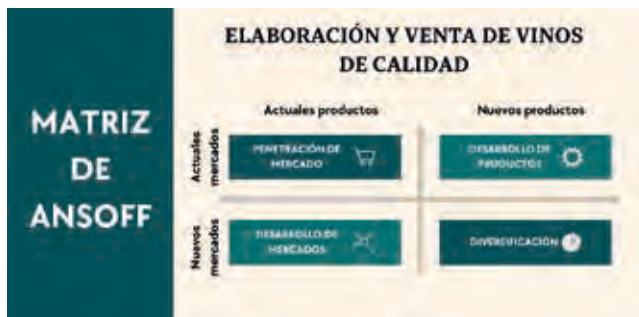 MATRIZ
DE
ANSOFF
ELABORACIÓN Y VENTA DE VINOS
DE CALIDAD
Actuales productos
Nuevos productos
Actuales
mercados
PENETRACIÓN DE
MERCADO
DESARROLLO DE
PRODUCTOS
Nuevos
mercados
DESARROLLO DE
MERCADOS
DIVERSIFICACIÓN